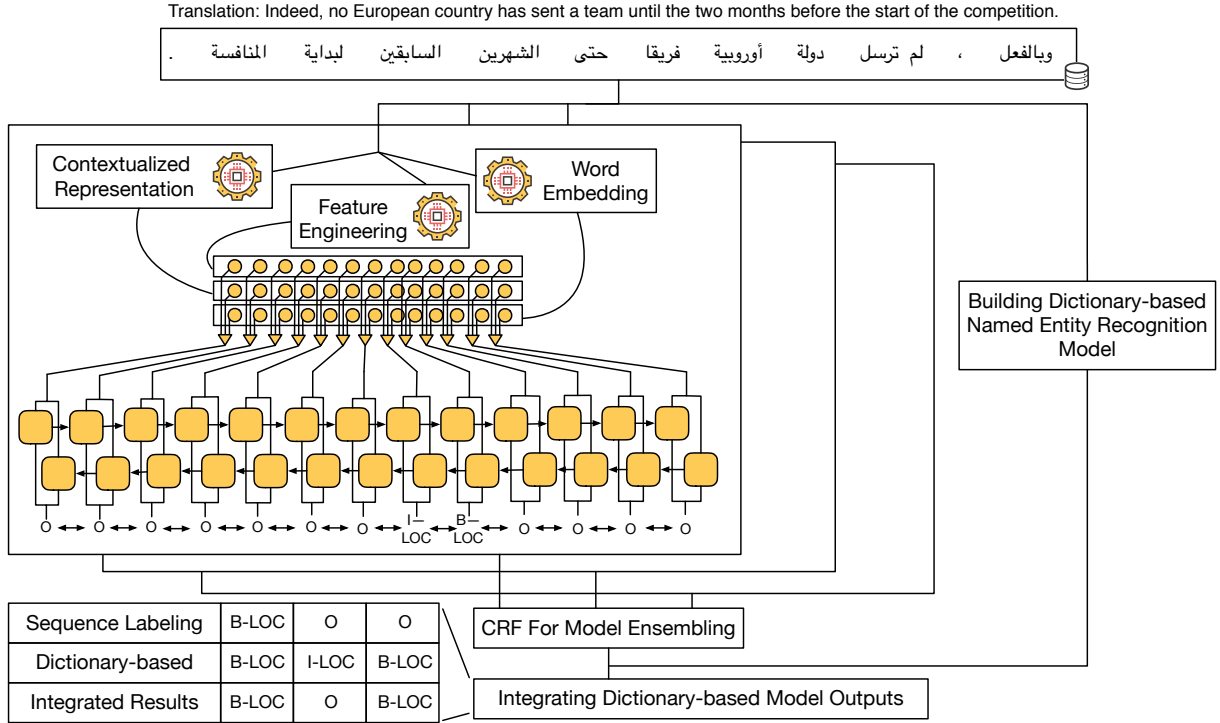 Translation: Indeed, no European country has sent a team until the two months before the start of the competition.
وبالفعل ، لم ترسل دولة أوروبية فريقا حتى الشهرين السابقين لبداية المنافسة .
Contextualized
Representation
Feature
Engineering
Word
Embedding
Building Dictionary-based
Named Entity Recognition
Model
O O O O O O O I–LOC B–LOC O O O O
CRF For Model Ensembling
Sequence Labeling B-LOC O O
Dictionary-based B-LOC I-LOC B-LOC
Integrated Results B-LOC O B-LOC
Integrating Dictionary-based Model Outputs